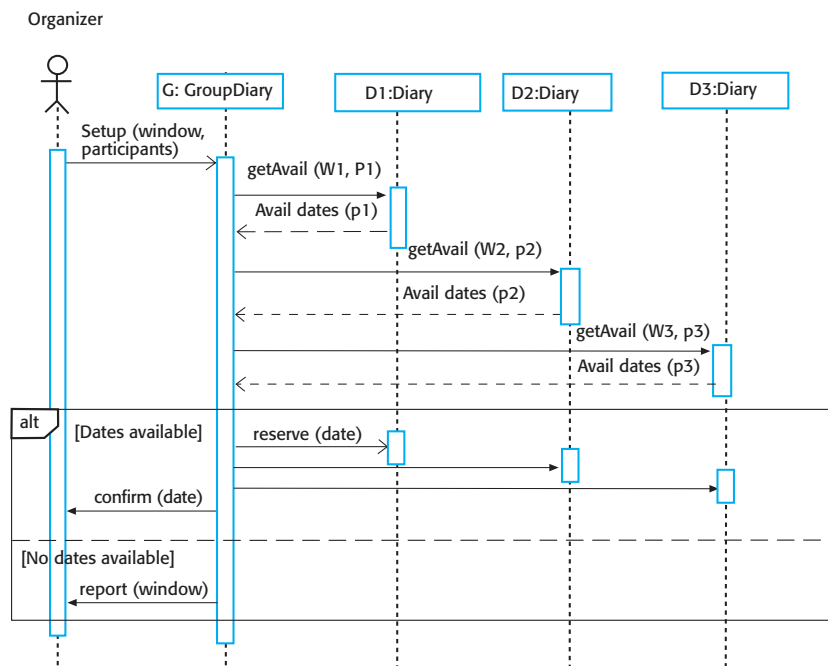 Organizer
G: GroupDiary
D1:Diary
D2:Diary
D3:Diary
Setup (window,
participants)
getAvail (W1, P1)
Avail dates (p1)
getAvail (W2, p2)
Avail dates (p2)
getAvail (W3, p3)
Avail dates (p3)
alt
[Dates available]
reserve (date)
confirm (date)
[No dates available]
report (window)